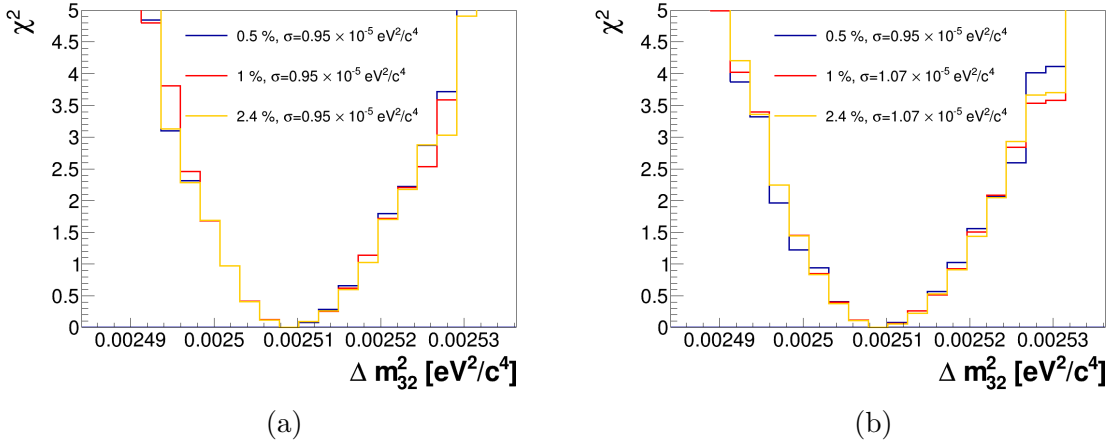 χ²
5
4.5
4
3.5
3
2.5
2
1.5
1
0.5
0
0.5 %, σ=0.95 × 10⁻⁵ eV²/c⁴
1 %, σ=0.95 × 10⁻⁵ eV²/c⁴
2.4 %, σ=0.95 × 10⁻⁵ eV²/c⁴
0.00249 0.0025 0.00251 0.00252 0.00253
Δ m²₃₂ [eV²/c⁴]
(a)
χ²
5
4.5
4
3.5
3
2.5
2
1.5
1
0.5
0
0.5 %, σ=0.95 × 10⁻⁵ eV²/c⁴
1 %, σ=1.07 × 10⁻⁵ eV²/c⁴
2.4 %, σ=1.07 × 10⁻⁵ eV²/c⁴
0.00249 0.0025 0.00251 0.00252 0.00253
Δ m²₃₂ [eV²/c⁴]
(b)